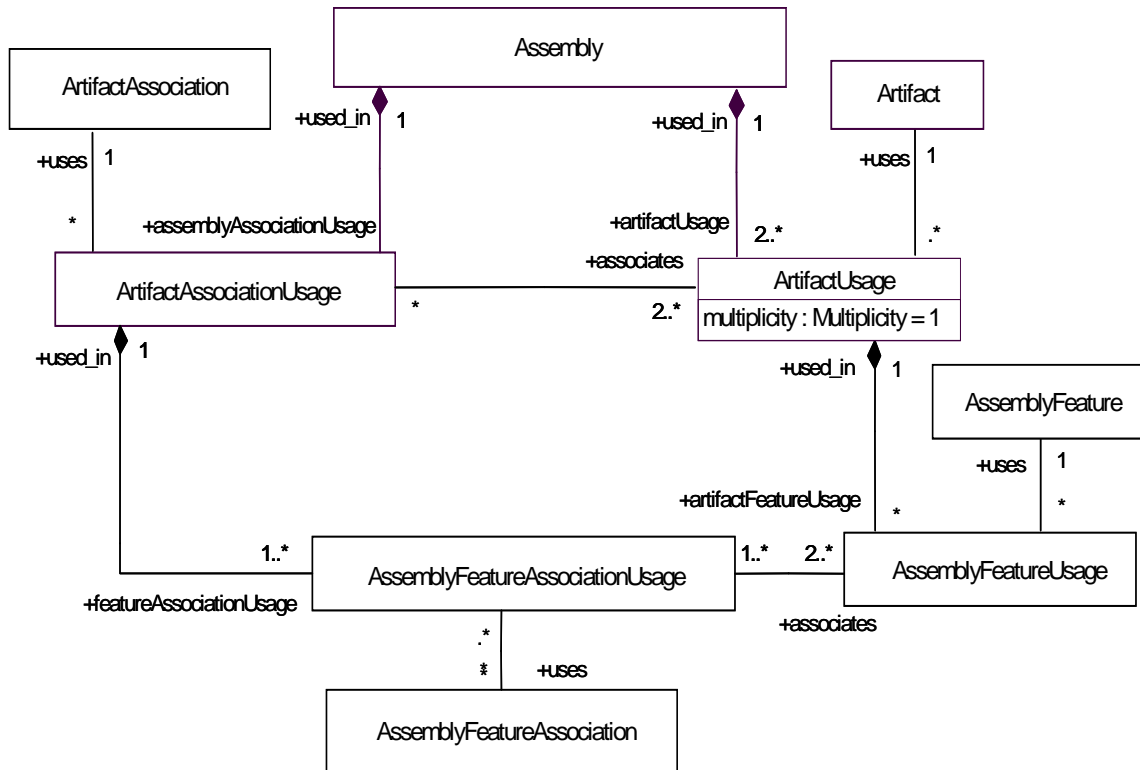 Assembly
ArtifactAssociation
Artifact
+used_in 1
+used_in 1
+uses 1
+uses 1
*
+assemblyAssociationUsage
+artifactUsage
2..*
.*
+associates
ArtifactAssociationUsage
ArtifactUsage
*
2..*
multiplicity : Multiplicity = 1
+used_in 1
+used_in 1
AssemblyFeature
+uses 1
+artifactFeatureUsage
*
*
1..*
1..*
2..*
AssemblyFeatureAssociationUsage
AssemblyFeatureUsage
+featureAssociationUsage
+associates
.*
*
+uses
AssemblyFeatureAssociation